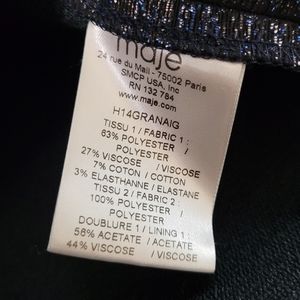 maje
24 rue du Mail - 75002 Paris
SMCP USA, Inc
RN 132 784
www.maje.com
H14GRANAIG
TISSU 1 / FABRIC 1 :
63% POLYESTER /
POLYESTER
27% VISCOSE / VISCOSE
7% COTON / COTTON
3% ELASTHANNE / ELASTANE
TISSU 2 / FABRIC 2 :
100% POLYESTER /
POLYESTER
DOUBLURE 1 / LINING 1 :
56% ACETATE / ACETATE
44% VISCOSE / VISCOSE